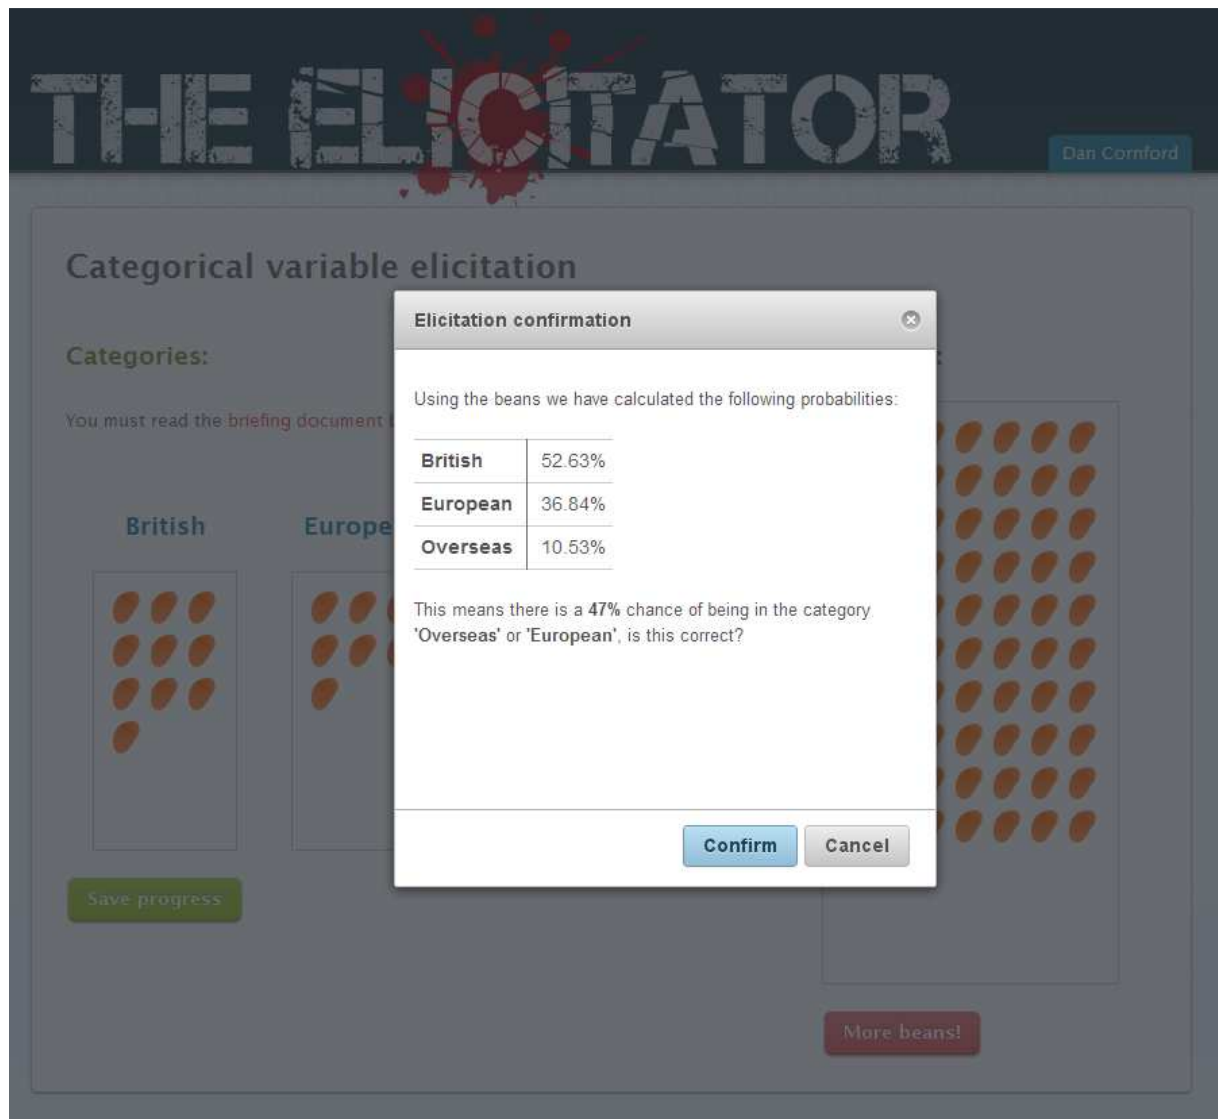 THE ELICITATOR
Dan Cornford
Categorical variable elicitation
Categories:
You must read the briefing document
British
Europe
Save progress
More beans!
Elicitation confirmation
Using the beans we have calculated the following probabilities:
British 52.63%
European 36.84%
Overseas 10.53%
This means there is a 47% chance of being in the category
'Overseas' or 'European', is this correct?
Confirm Cancel